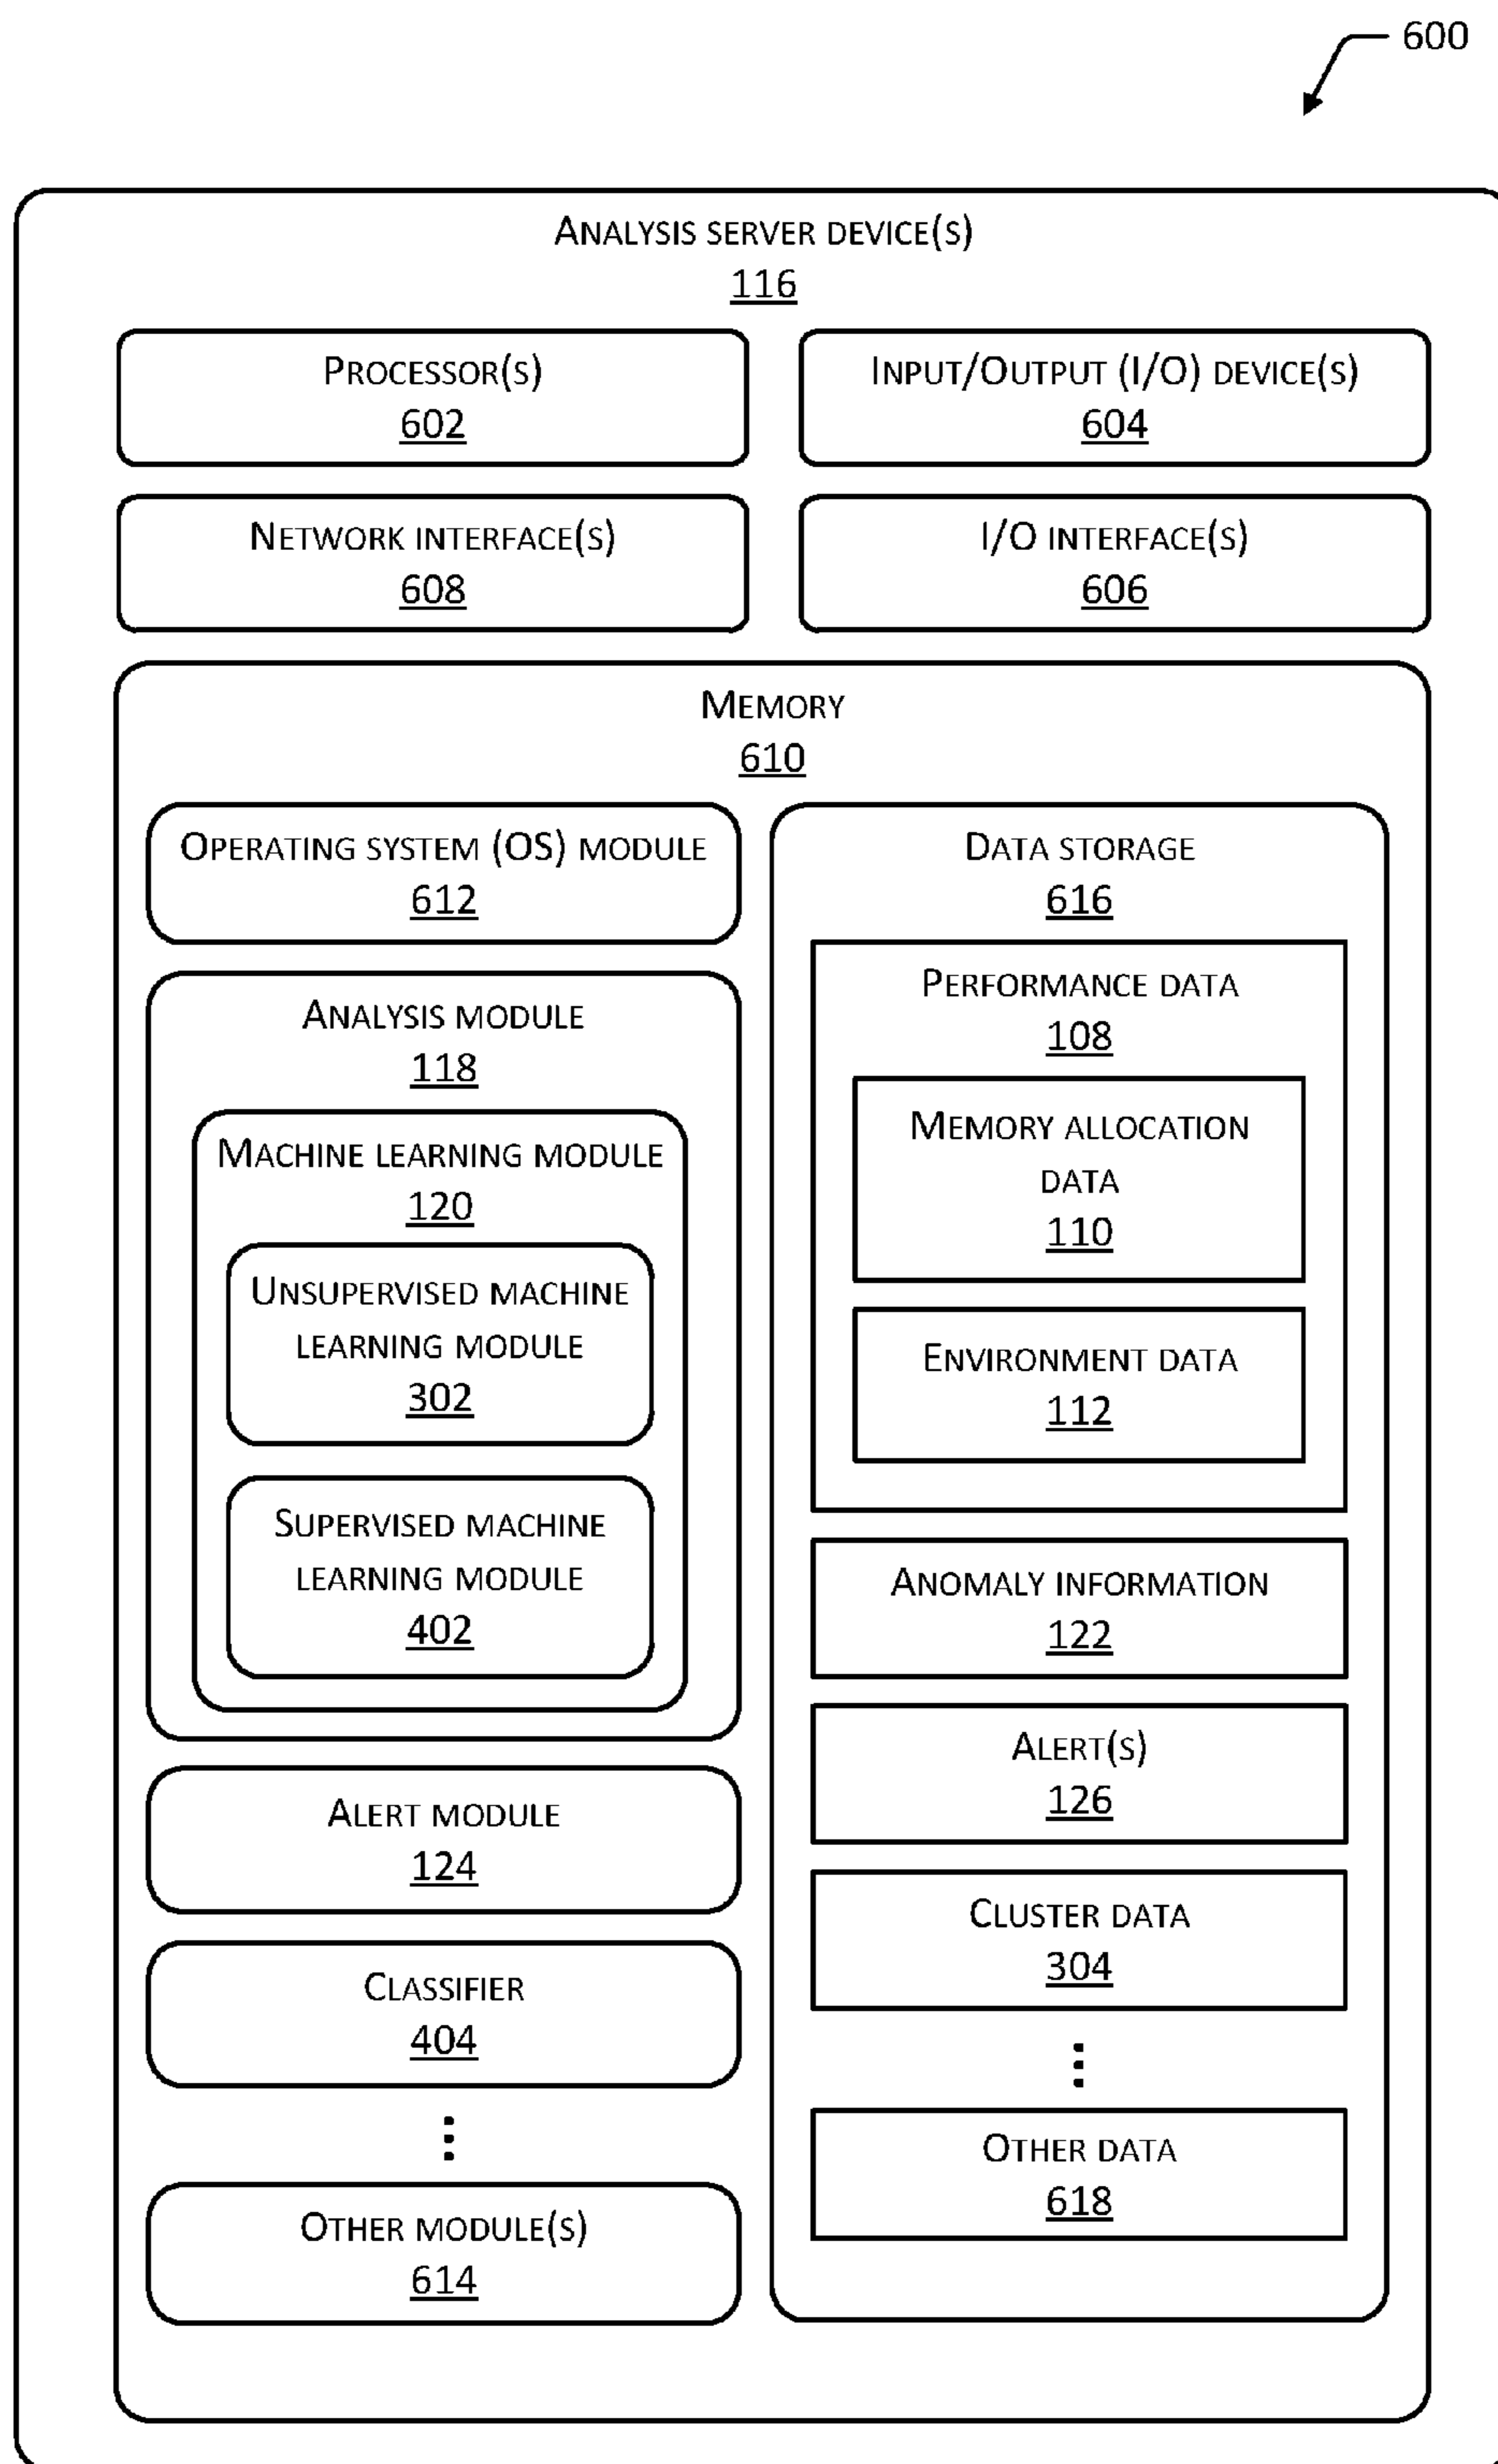 600
ANALYSIS SERVER DEVICE(S)
116
PROCESSOR(S)
602
INPUT/OUTPUT (I/O) DEVICE(S)
604
NETWORK INTERFACE(S)
608
I/O INTERFACE(S)
606
MEMORY
610
OPERATING SYSTEM (OS) MODULE
612
ANALYSIS MODULE
118
MACHINE LEARNING MODULE
120
UNSUPERVISED MACHINE
LEARNING MODULE
302
SUPERVISED MACHINE
LEARNING MODULE
402
ALERT MODULE
124
CLASSIFIER
404
OTHER MODULE(S)
614
DATA STORAGE
616
PERFORMANCE DATA
108
MEMORY ALLOCATION
DATA
110
ENVIRONMENT DATA
112
ANOMALY INFORMATION
122
ALERT(S)
126
CLUSTER DATA
304
OTHER DATA
618